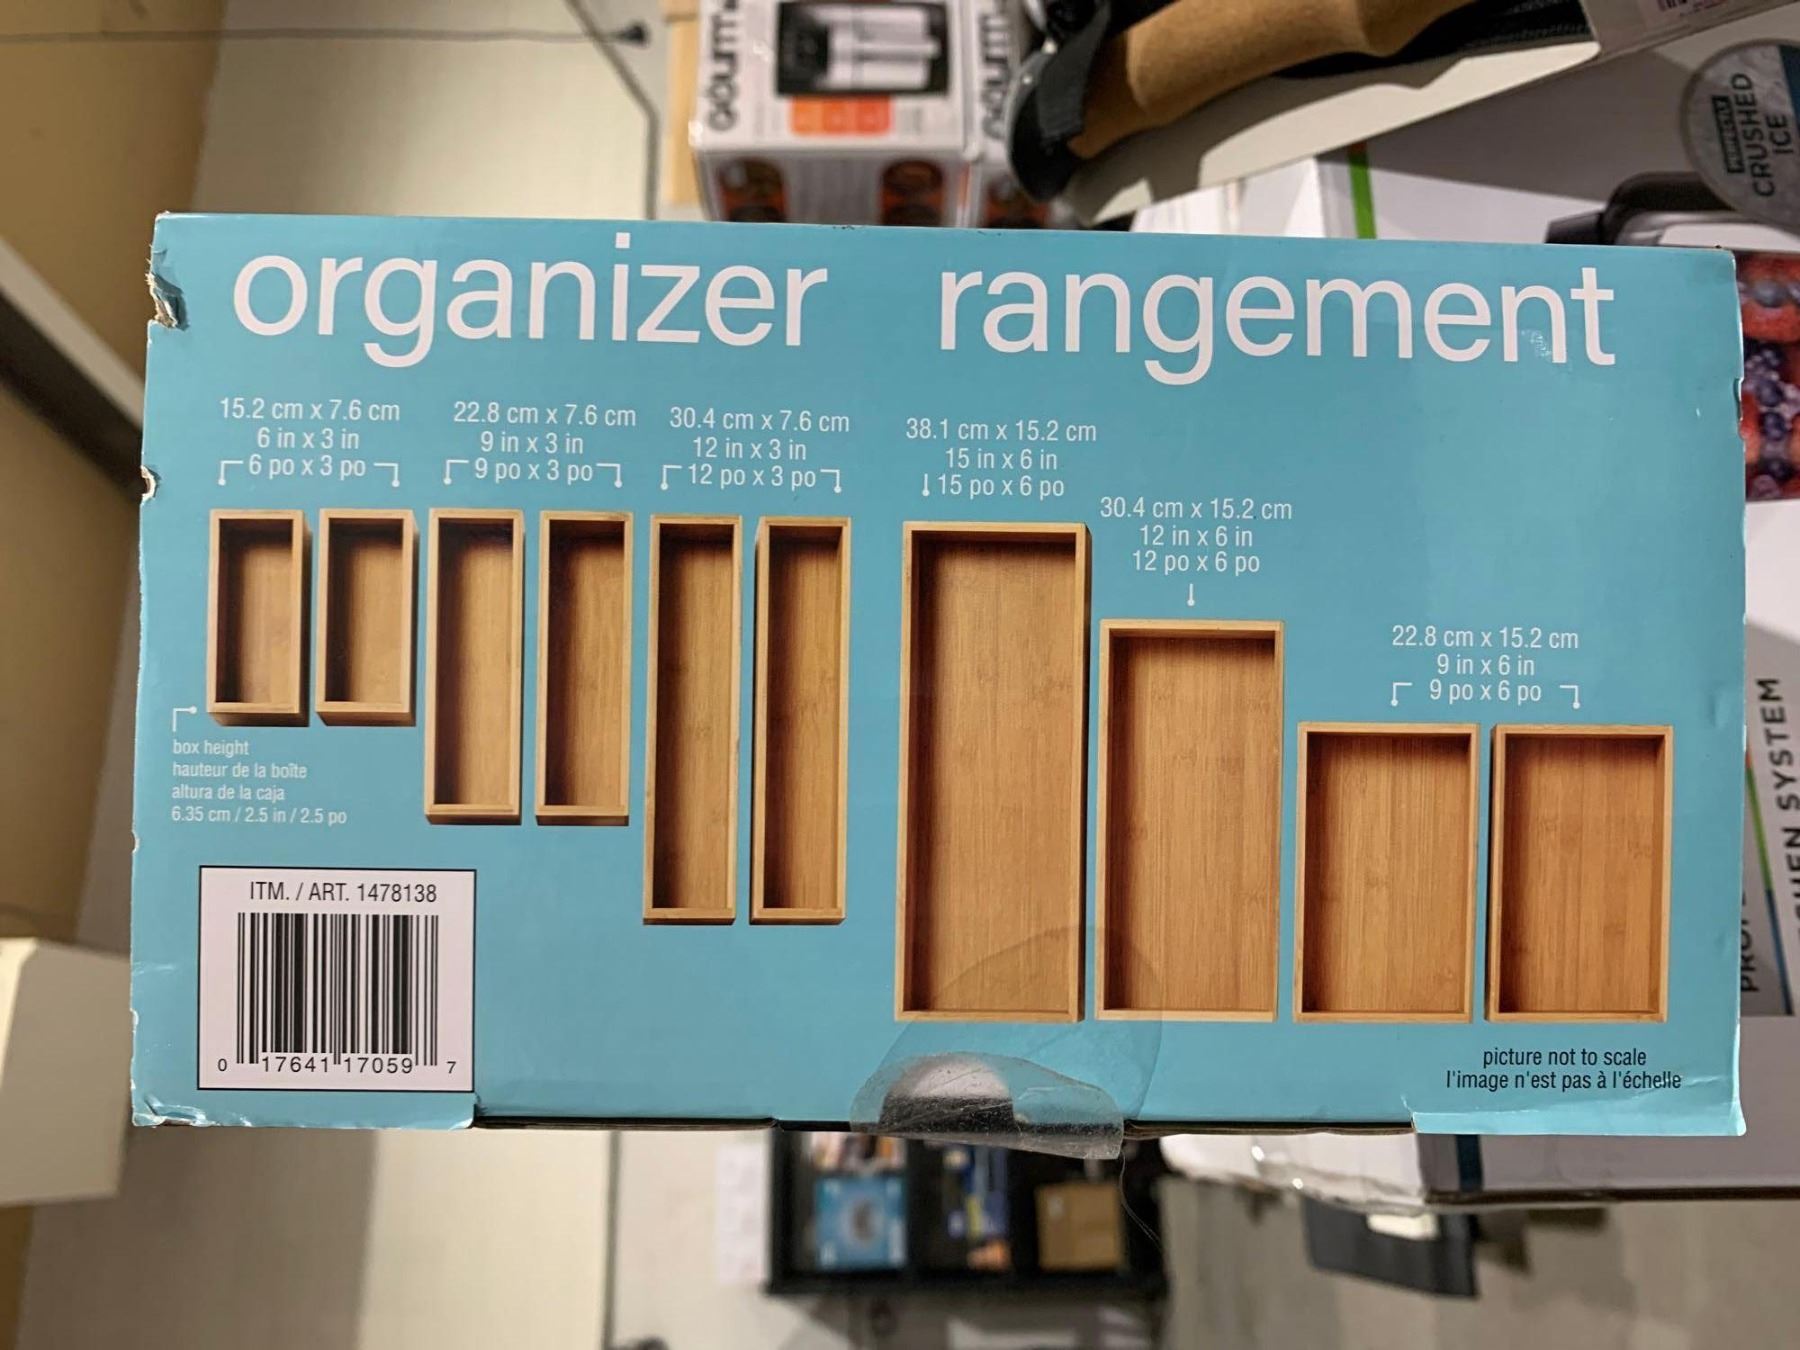 gourm
gourm
CRUSHED
ICE
organizer rangement
15.2 cm x 7.6 cm
6 in x 3 in
6 po x 3 po
22.8 cm x 7.6 cm
9 in x 3 in
9 po x 3 po
30.4 cm x 7.6 cm
12 in x 3 in
12 po x 3 po
38.1 cm x 15.2 cm
15 in x 6 in
15 po x 6 po
30.4 cm x 15.2 cm
12 in x 6 in
12 po x 6 po
22.8 cm x 15.2 cm
9 in x 6 in
9 po x 6 po
box height
hauteur de la boîte
altura de la caja
6.35 cm / 2.5 in / 2.5 po
ITM. / ART. 1478138
0 17641 17059 7
picture not to scale
l'image n'est pas à l'échelle
SYSTEM